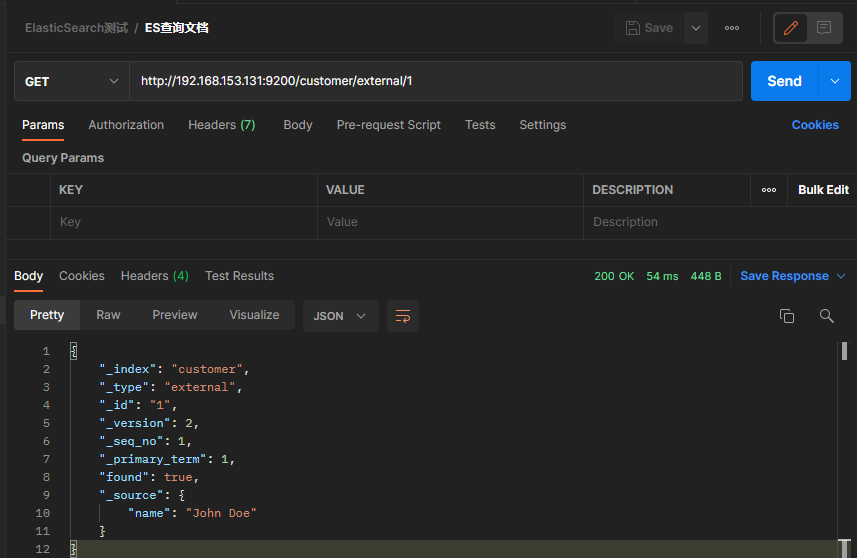 ElasticSearch测试 / ES查询文档 Save
GET http://192.168.153.131:9200/customer/external/1 Send
Params Authorization Headers (7) Body Pre-request Script Tests Settings Cookies
Query Params
KEY VALUE DESCRIPTION Bulk Edit
Key Value Description
Body Cookies Headers (4) Test Results 200 OK 54 ms 448 B Save Response
Pretty Raw Preview Visualize JSON
1 {
2 "_index": "customer",
3 "_type": "external",
4 "_id": "1",
5 "_version": 2,
6 "_seq_no": 1,
7 "_primary_term": 1,
8 "found": true,
9 "_source": {
10 "name": "John Doe"
11 }
12 }